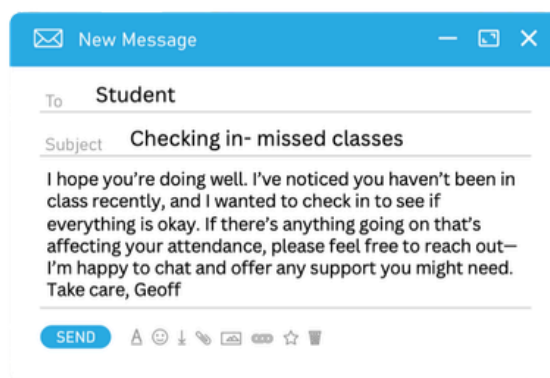 New Message
To Student
Subject Checking in- missed classes
I hope you’re doing well. I’ve noticed you haven’t been in
class recently, and I wanted to check in to see if
everything is okay. If there’s anything going on that’s
affecting your attendance, please feel free to reach out—
I’m happy to chat and offer any support you might need.
Take care, Geoff
SEND